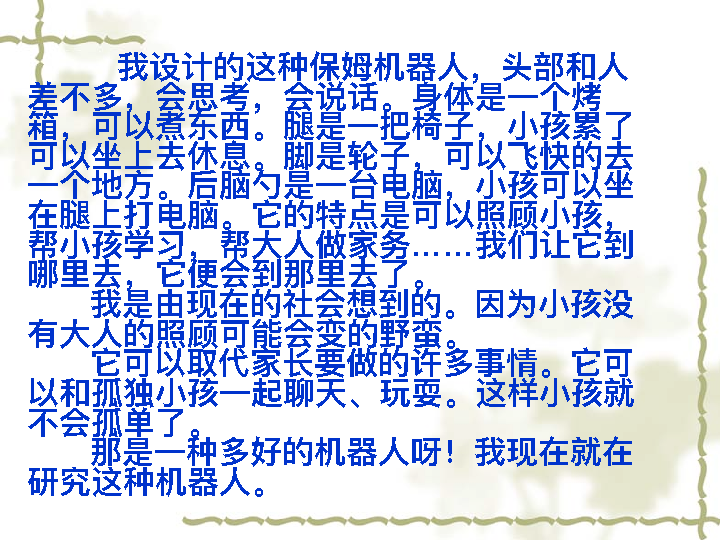 我设计的这种保姆机器人，头部和人
差不多，会思考，会说话。身体是一个烤
箱，可以煮东西。腿是一把椅子，小孩累了
可以坐上去休息。脚是轮子，可以飞快的去
一个地方。后脑勺是一台电脑，小孩可以坐
在腿上打电脑。它的特点是可以照顾小孩，
帮小孩学习，帮大人做家务……我们让它到
哪里去，它便会到那里去了。
我是由现在的社会想到的。因为小孩没
有大人的照顾可能会变的野蛮。
它可以取代家长要做的许多事情。它可
以和孤独小孩一起聊天、玩耍。这样小孩就
不会孤单了。
那是一种多好的机器人呀！我现在就在
研究这种机器人。